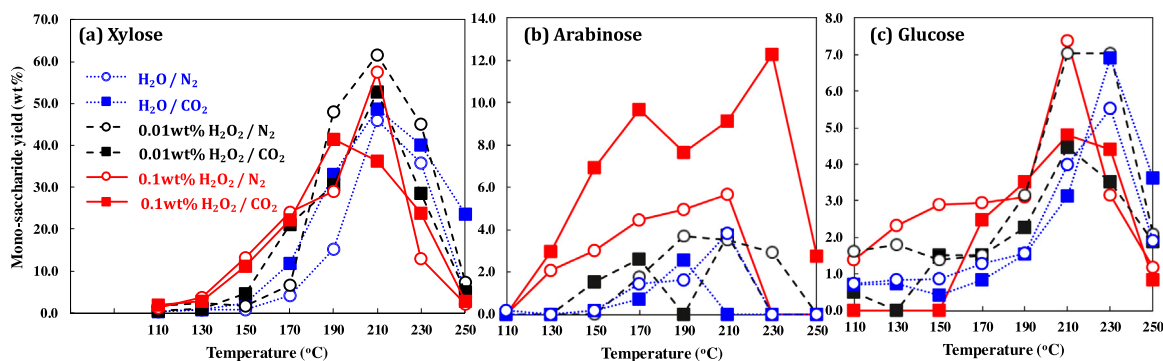 (a) Xylose
(b) Arabinose
(c) Glucose
Mono-saccharide yield (wt%)
70.0
60.0
50.0
40.0
30.0
20.0
10.0
0.0
H₂O / N₂
H₂O / CO₂
0.01wt% H₂O₂ / N₂
0.01wt% H₂O₂ / CO₂
0.1wt% H₂O₂ / N₂
0.1wt% H₂O₂ / CO₂
110 130 150 170 190 210 230 250
Temperature (°C)
14.0
12.0
10.0
8.0
6.0
4.0
2.0
0.0
110 130 150 170 190 210 230 250
Temperature (°C)
8.0
7.0
6.0
5.0
4.0
3.0
2.0
1.0
0.0
110 130 150 170 190 210 230 250
Temperature (°C)